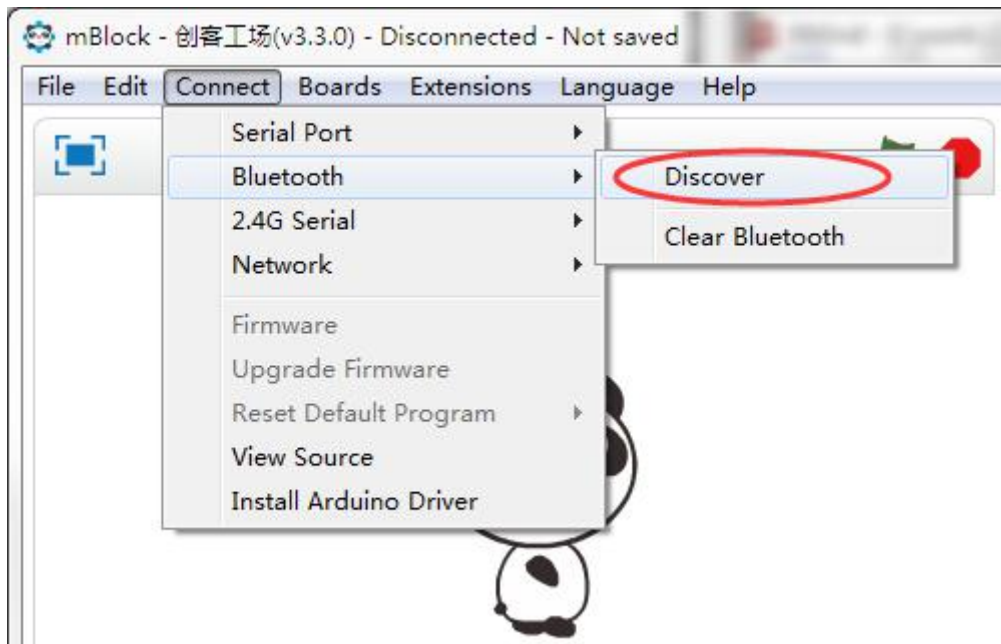 mBlock - 创客工场(v3.3.0) - Disconnected - Not saved
File Edit Connect Boards Extensions Language Help
Serial Port
Bluetooth
Discover
2.4G Serial
Clear Bluetooth
Network
Firmware
Upgrade Firmware
Reset Default Program
View Source
Install Arduino Driver